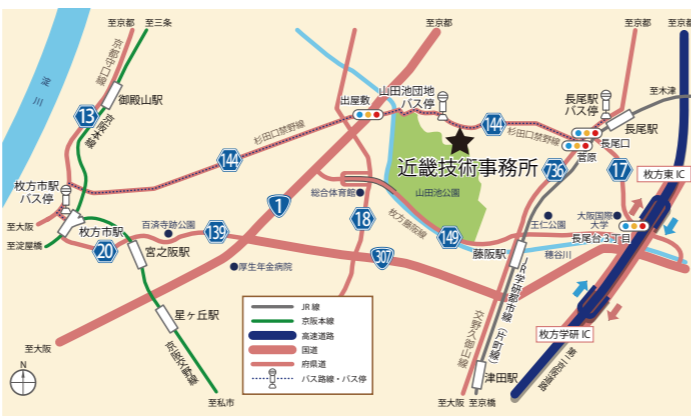 至京都
至三条
至京都
至京都
至京都
淀川
京都守口線
御殿山駅
13
京阪本線
山田池団地
バス停
出屋敷
144
杉田口禁野線
長尾駅
バス停
至木津
長尾駅
長尾口
菅原
杉田口禁野線
144
近畿技術事務所
736
17
枚方東IC
枚方市駅
バス停
総合体育館
山田池公園
1
18
枚方藤阪線
149
王仁公園
大阪国際
大学
長尾台3丁目
至大阪
至淀屋橋
枚方市駅
20
百済寺跡公園
139
宮之阪駅
厚生年金病院
307
藤阪駅
穂谷川
JR学研都市線(片町線)
交野久御山線
星ヶ丘駅
京阪交野線
至大阪
至私市
枚方学研IC
第二京阪道路
津田駅
至大阪
至京橋
N
JR線
京阪本線
高速道路
国道
府県道
バス路線・バス停